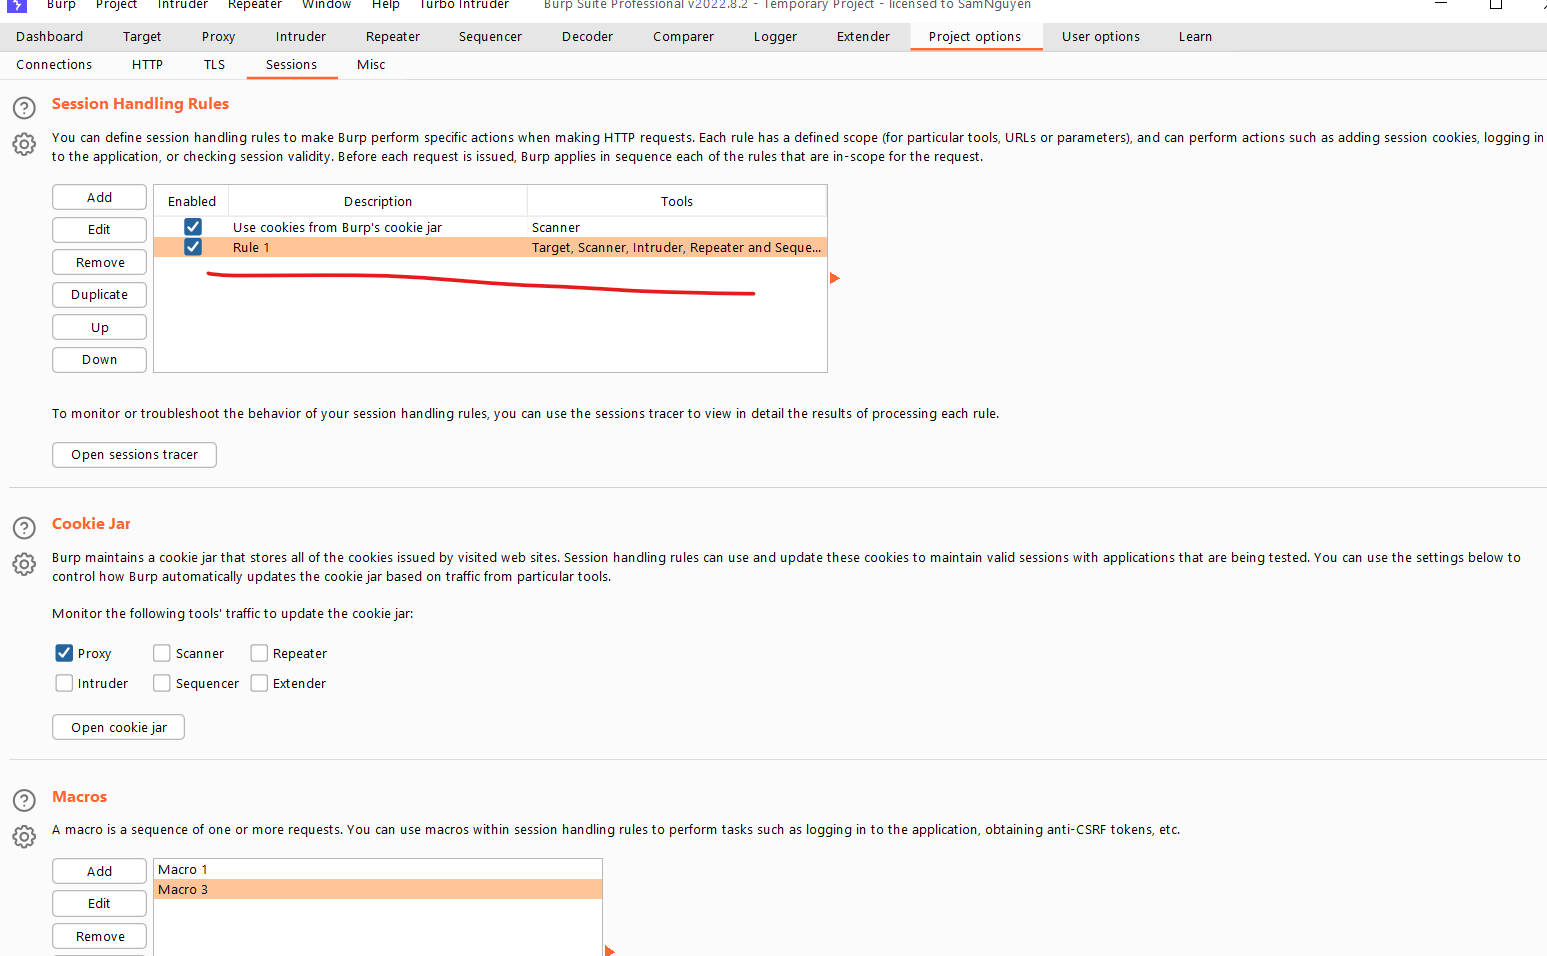 Burp Project Intruder Repeater Window Help Turbo Intruder Burp Suite Professional v2022.8.2 - Temporary Project - licensed to SamNguyen
Dashboard Target Proxy Intruder Repeater Sequencer Decoder Comparer Logger Extender Project options User options Learn
Connections HTTP TLS Sessions Misc
Session Handling Rules
You can define session handling rules to make Burp perform specific actions when making HTTP requests. Each rule has a defined scope (for particular tools, URLs or parameters), and can perform actions such as adding session cookies, logging in
to the application, or checking session validity. Before each request is issued, Burp applies in sequence each of the rules that are in-scope for the request.
Add
Edit
Remove
Duplicate
Up
Down
Enabled Description Tools
Use cookies from Burp's cookie jar Scanner
Rule 1 Target, Scanner, Intruder, Repeater and Seque...
To monitor or troubleshoot the behavior of your session handling rules, you can use the sessions tracer to view in detail the results of processing each rule.
Open sessions tracer
Cookie Jar
Burp maintains a cookie jar that stores all of the cookies issued by visited web sites. Session handling rules can use and update these cookies to maintain valid sessions with applications that are being tested. You can use the settings below to
control how Burp automatically updates the cookie jar based on traffic from particular tools.
Monitor the following tools' traffic to update the cookie jar:
Proxy Scanner Repeater
Intruder Sequencer Extender
Open cookie jar
Macros
A macro is a sequence of one or more requests. You can use macros within session handling rules to perform tasks such as logging in to the application, obtaining anti-CSRF tokens, etc.
Add
Edit
Remove
Macro 1
Macro 3